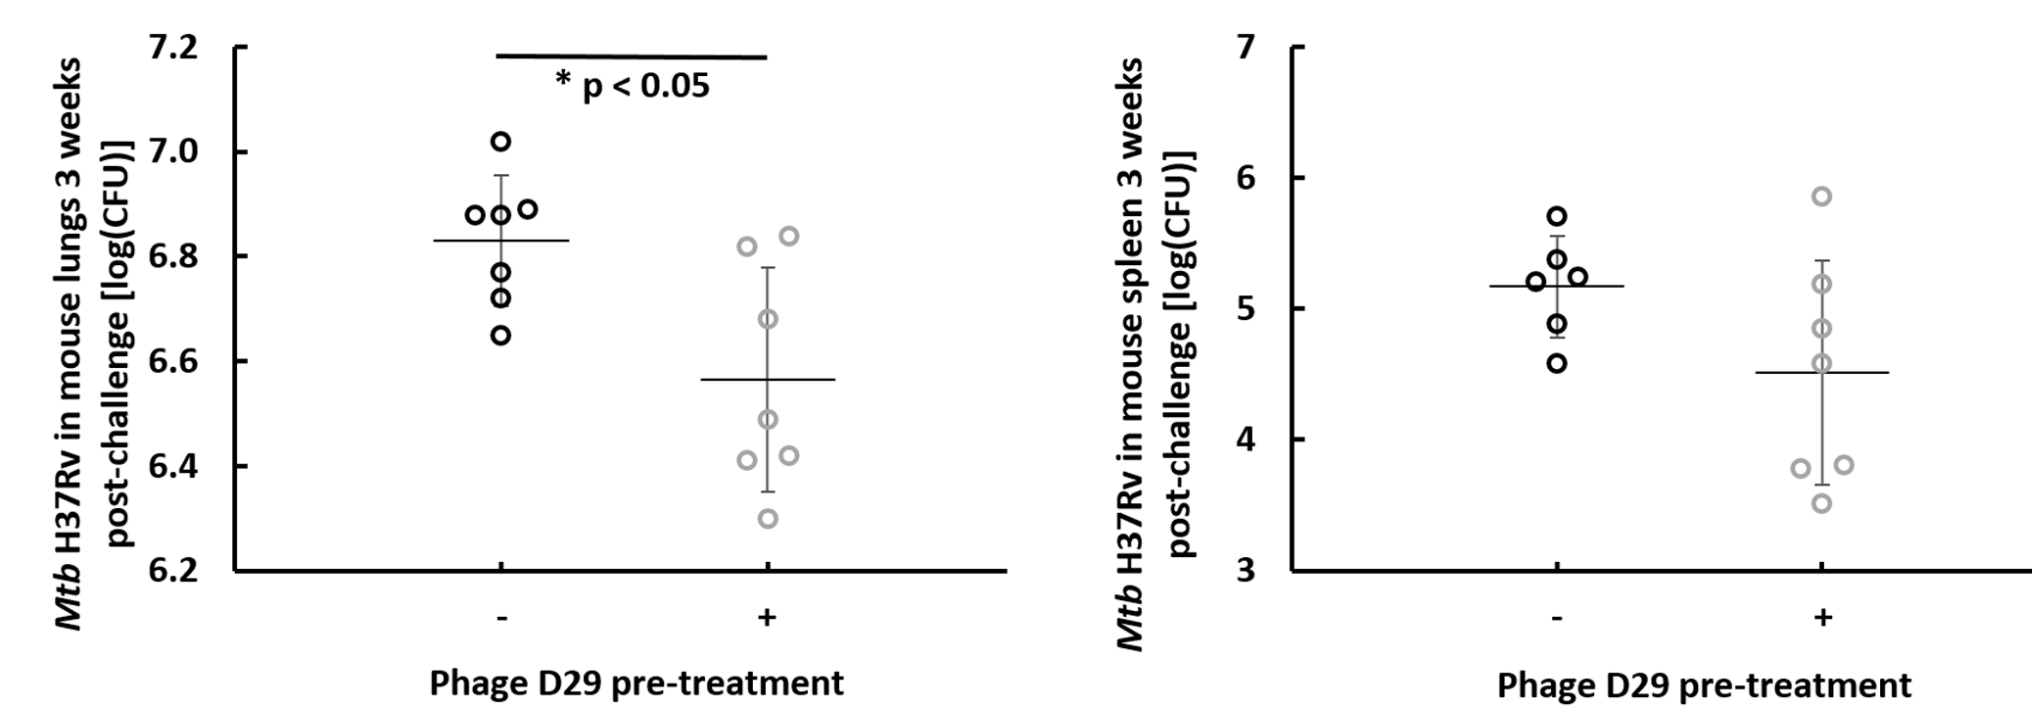 Mtb H37Rv in mouse lungs 3 weeks
post-challenge [log(CFU)]
7.2
7.0
6.8
6.6
6.4
6.2
* p < 0.05
-
+
Phage D29 pre-treatment
Mtb H37Rv in mouse spleen 3 weeks
post-challenge [log(CFU)]
7
6
5
4
3
-
+
Phage D29 pre-treatment